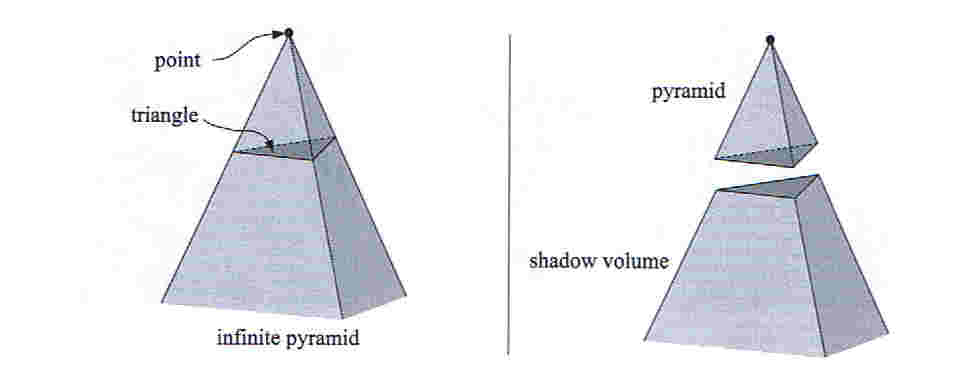 point
triangle
infinite pyramid
pyramid
shadow volume